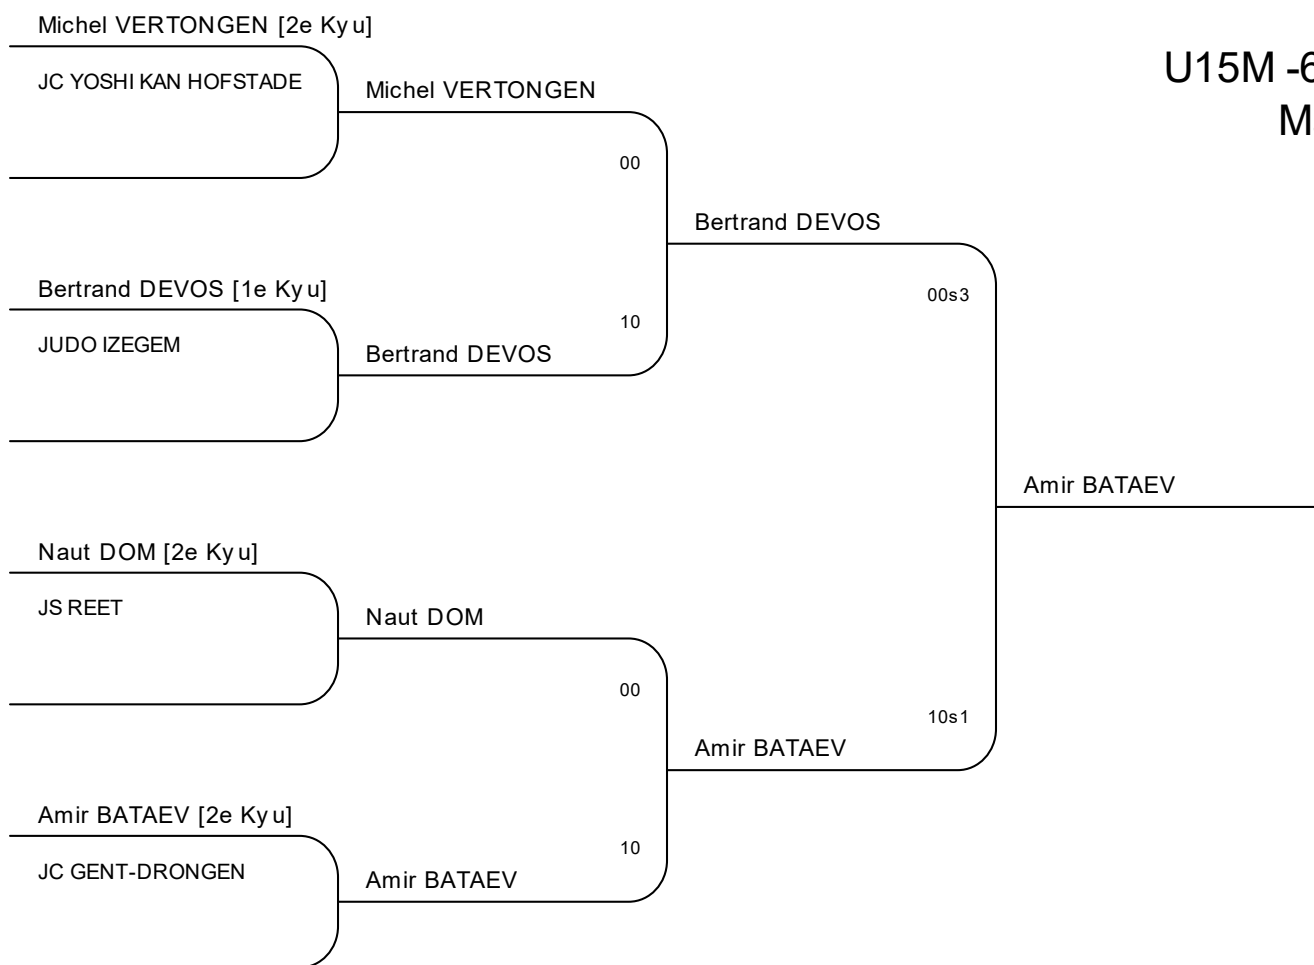 Michel VERTONGEN [2e Kyu]
JC YOSHI KAN HOFSTADE
Michel VERTONGEN
U15M -6
M
00
Bertrand DEVOS
Bertrand DEVOS [1e Kyu]
00s3
10
JUDO IZEGEM
Bertrand DEVOS
Amir BATAEV
Naut DOM [2e Kyu]
JS REET
Naut DOM
00
10s1
Amir BATAEV
Amir BATAEV [2e Kyu]
10
JC GENT-DRONGEN
Amir BATAEV